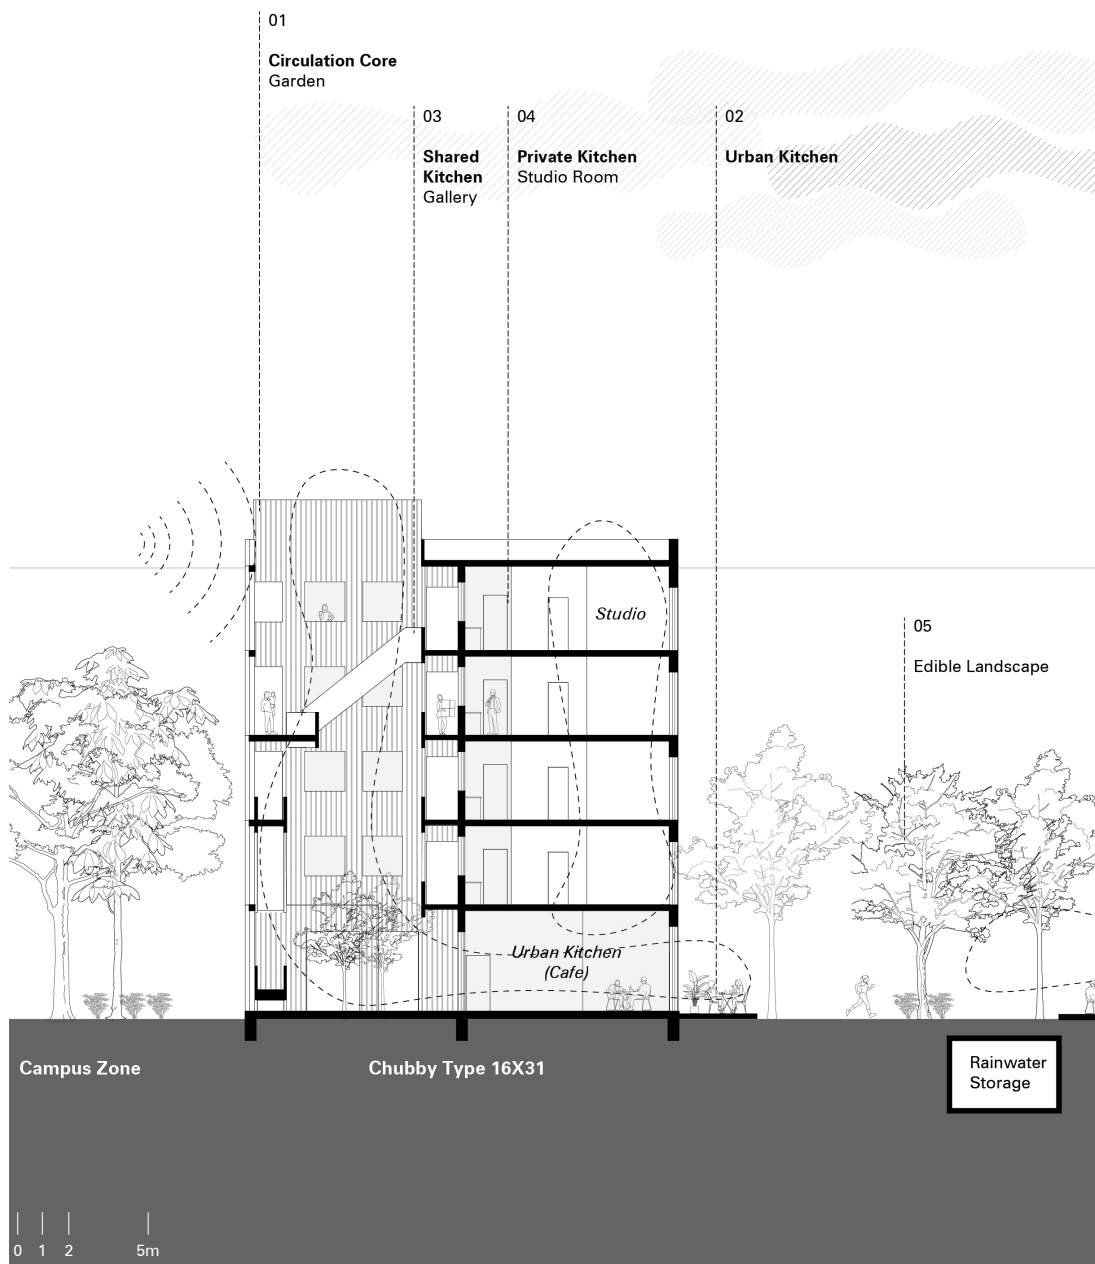 01
Circulation Core
Garden
03
Shared
Kitchen
Gallery
04
Private Kitchen
Studio Room
02
Urban Kitchen
Studio
05
Edible Landscape
Urban Kitchen
(Cafe)
Campus Zone
Chubby Type 16X31
Rainwater
Storage
0 1 2 5m